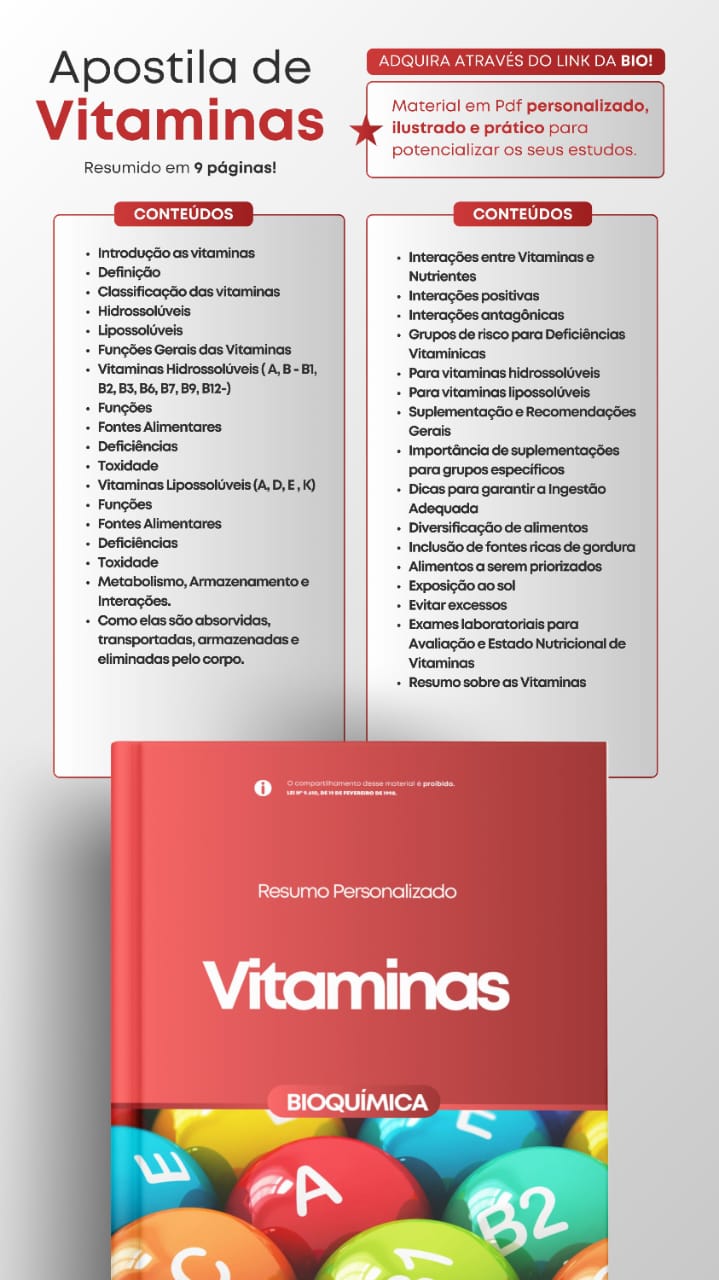 Apostila de
Vitaminas
Resumido em 9 páginas!
ADQUIRA ATRAVÉS DO LINK DA BIO!
Material em Pdf personalizado,
ilustrado e prático para
potencializar os seus estudos.
CONTEÚDOS
• Introdução as vitaminas
• Definição
• Classificação das vitaminas
• Hidrossolúveis
• Lipossolúveis
• Funções Gerais das Vitaminas
• Vitaminas Hidrossolúveis ( A, B - B1,
B2, B3, B6, B7, B9, B12-)
• Funções
• Fontes Alimentares
• Deficiências
• Toxidade
• Vitaminas Lipossolúveis (A, D, E , K)
• Funções
• Fontes Alimentares
• Deficiências
• Toxidade
• Metabolismo, Armazenamento e
Interações.
• Como elas são absorvidas,
transportadas, armazenadas e
eliminadas pelo corpo.
CONTEÚDOS
• Interações entre Vitaminas e
Nutrientes
• Interações positivas
• Interações antagônicas
• Grupos de risco para Deficiências
Vitamínicas
• Para vitaminas hidrossolúveis
• Para vitaminas lipossolúveis
• Suplementação e Recomendações
Gerais
• Importância de suplementações
para grupos específicos
• Dicas para garantir a Ingestão
Adequada
• Diversificação de alimentos
• Inclusão de fontes ricas de gordura
• Alimentos a serem priorizados
• Exposição ao sol
• Evitar excessos
• Exames laboratoriais para
Avaliação e Estado Nutricional de
Vitaminas
• Resumo sobre as Vitaminas
i
O compartilhamento desse material é proibido.
LEI Nº 9.610, DE 19 DE FEVEREIRO DE 1998.
Resumo Personalizado
Vitaminas
BIOQUÍMICA
E
A
B2
C